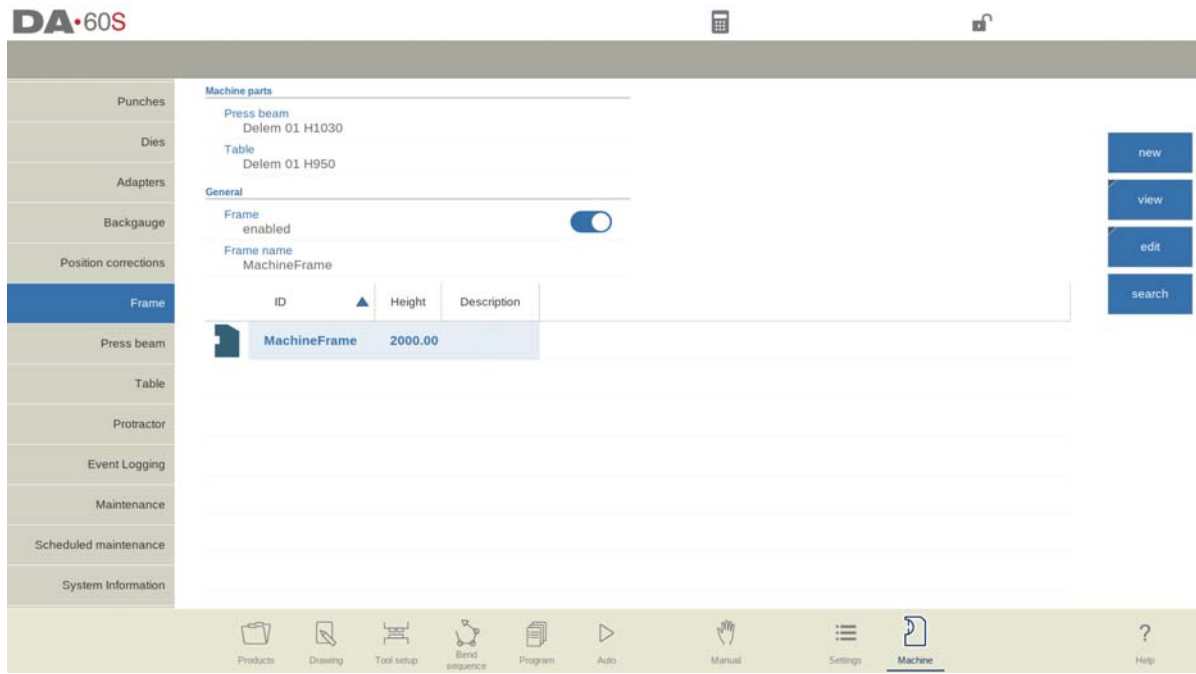 DA•60S
Punches
Dies
Adapters
Backgauge
Position corrections
Frame
Press beam
Table
Protractor
Event Logging
Maintenance
Scheduled maintenance
System Information
Machine parts
Press beam
Delem 01 H1030
Table
Delem 01 H950
General
Frame
enabled
Frame name
MachineFrame
ID Height Description
MachineFrame 2000.00
new
view
edit
search
Products Drawing Tool setup Bend sequence Program Auto Manual Settings Machine ? Help